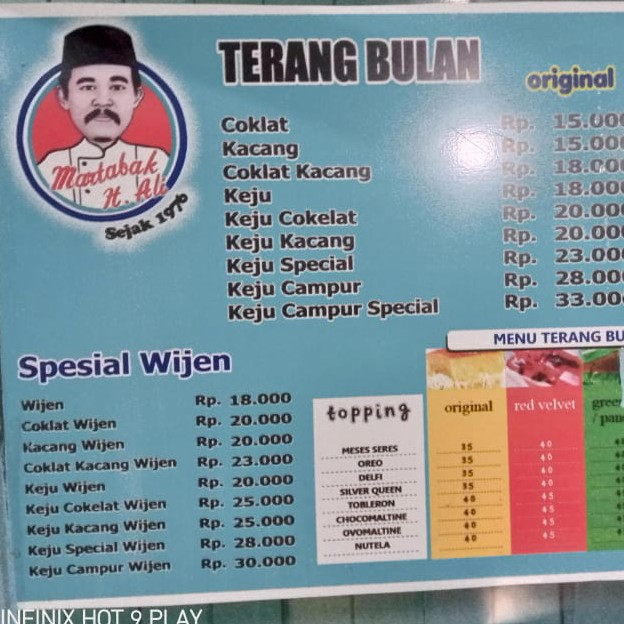 TERANG BULAN
original
Coklat Rp. 15.000
Kacang Rp. 15.000
Coklat Kacang Rp. 18.000
Keju Rp. 18.000
Keju Cokelat Rp. 20.000
Keju Kacang Rp. 20.000
Keju Special Rp. 23.000
Keju Campur Rp. 28.000
Keju Campur Special Rp. 33.00
Martabak
H. Ali
Sejak 1970
Spesial Wijen
Wijen Rp. 18.000
Coklat Wijen Rp. 20.000
Kacang Wijen Rp. 20.000
Coklat Kacang Wijen Rp. 23.000
Keju Wijen Rp. 20.000
Keju Cokelat Wijen Rp. 25.000
Keju Kacang Wijen Rp. 25.000
Keju Special Wijen Rp. 28.000
Keju Campur Wijen Rp. 30.000
MENU TERANG BU
topping original red velvet
MESES SERES 35 40
OREO 35 40
DELFI 35 40
SILVER QUEEN 35 40
TOBLERON 40 45
CHOCOMALTINE 40 45
OVOMALTINE 40 45
NUTELA 40 45
INFINIX HOT 9 PLAY